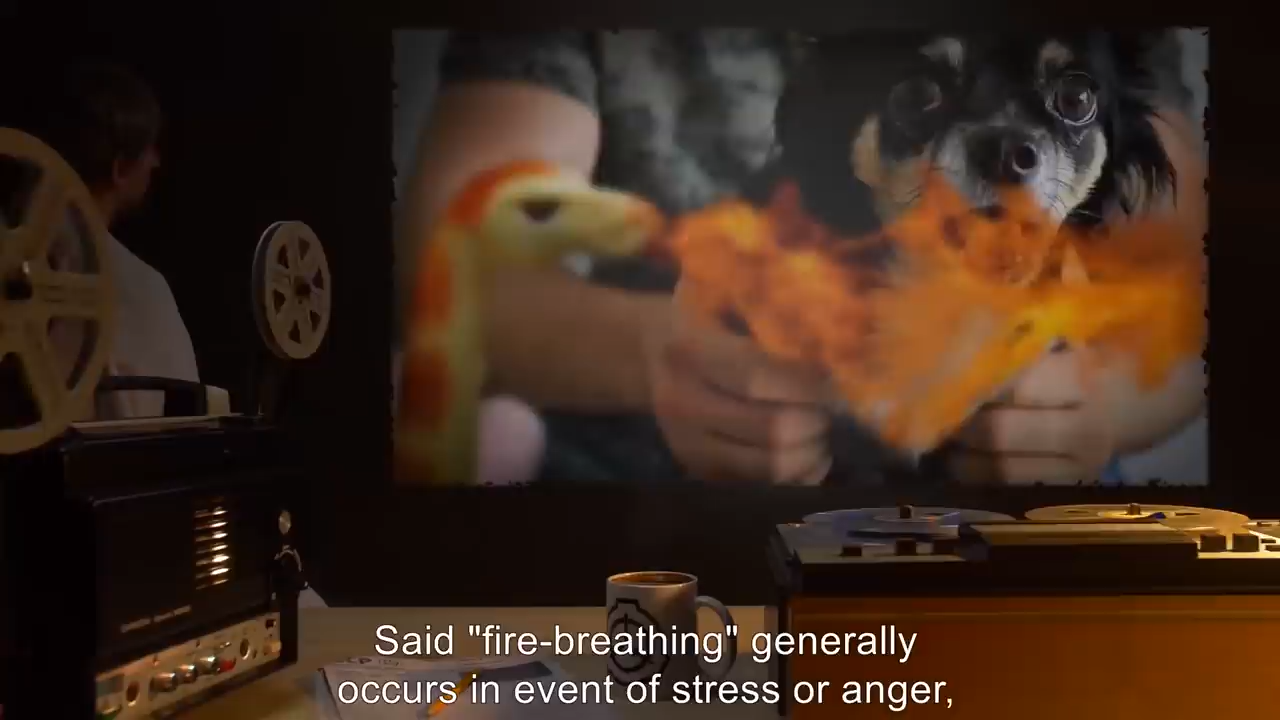 Said "fire-breathing" generally
occurs in event of stress or anger,